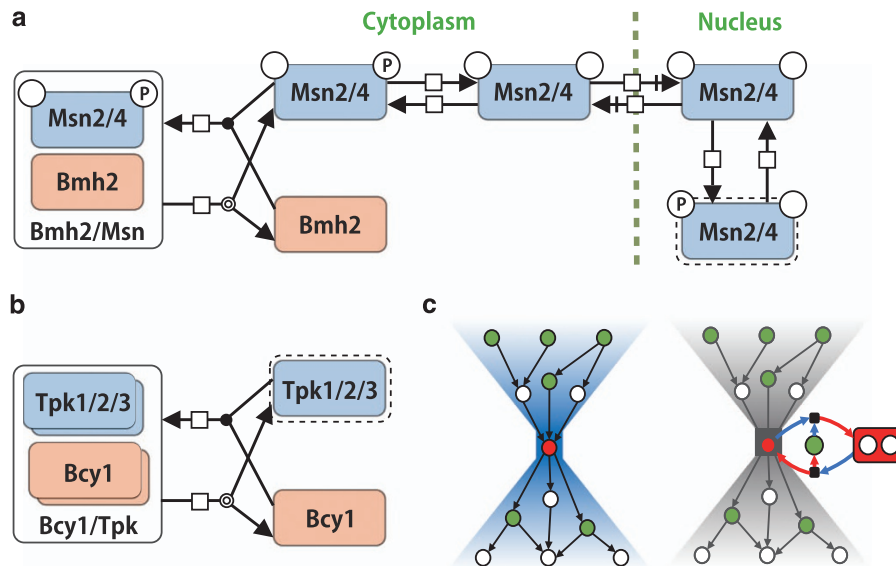 a
Cytoplasm
Nucleus
P
Msn2/4
Bmh2
Bmh2/Msn
P
Msn2/4
Msn2/4
Msn2/4
Bmh2
P
Msn2/4
b
Tpk1/2/3
Bcy1
Bcy1/Tpk
Tpk1/2/3
Bcy1
c